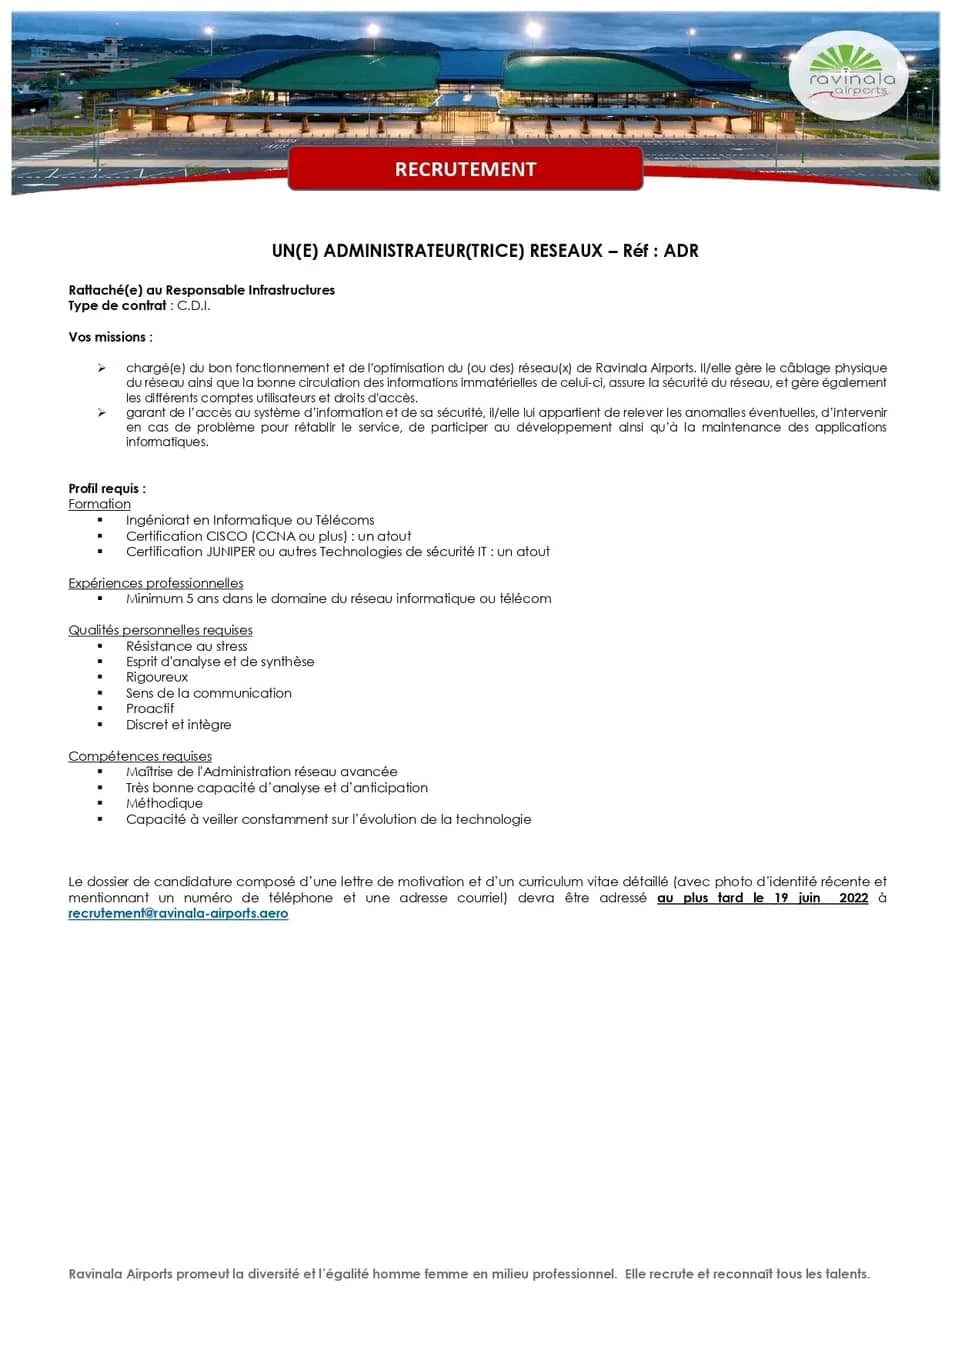 ravinala
airports
RECRUTEMENT
UN(E) ADMINISTRATEUR(TRICE) RESEAUX – Réf : ADR
Rattaché(e) au Responsable Infrastructures
Type de contrat : C.D.I.
Vos missions :
➢ chargé(e) du bon fonctionnement et de l'optimisation du (ou des) réseau(x) de Ravinala Airports. Il/elle gère le câblage physique
du réseau ainsi que la bonne circulation des informations immatérielles de celui-ci, assure la sécurité du réseau, et gère également
les différents comptes utilisateurs et droits d'accès.
➢ garant de l’accès au système d’information et de sa sécurité, il/elle lui appartient de relever les anomalies éventuelles, d’intervenir
en cas de problème pour rétablir le service, de participer au développement ainsi qu’à la maintenance des applications
informatiques.
Profil requis :
Formation
▪ Ingéniorat en Informatique ou Télécoms
▪ Certification CISCO (CCNA ou plus) : un atout
▪ Certification JUNIPER ou autres Technologies de sécurité IT : un atout
Expériences professionnelles
▪ Minimum 5 ans dans le domaine du réseau informatique ou télécom
Qualités personnelles requises
▪ Résistance au stress
▪ Esprit d'analyse et de synthèse
▪ Rigoureux
▪ Sens de la communication
▪ Proactif
▪ Discret et intègre
Compétences requises
▪ Maîtrise de l'Administration réseau avancée
▪ Très bonne capacité d’analyse et d’anticipation
▪ Méthodique
▪ Capacité à veiller constamment sur l’évolution de la technologie
Le dossier de candidature composé d’une lettre de motivation et d’un curriculum vitae détaillé (avec photo d’identité récente et
mentionnant un numéro de téléphone et une adresse courriel) devra être adressé au plus tard le 19 juin 2022 à
recrutement@ravinala-airports.aero
Ravinala Airports promeut la diversité et l’égalité homme femme en milieu professionnel. Elle recrute et reconnaît tous les talents.